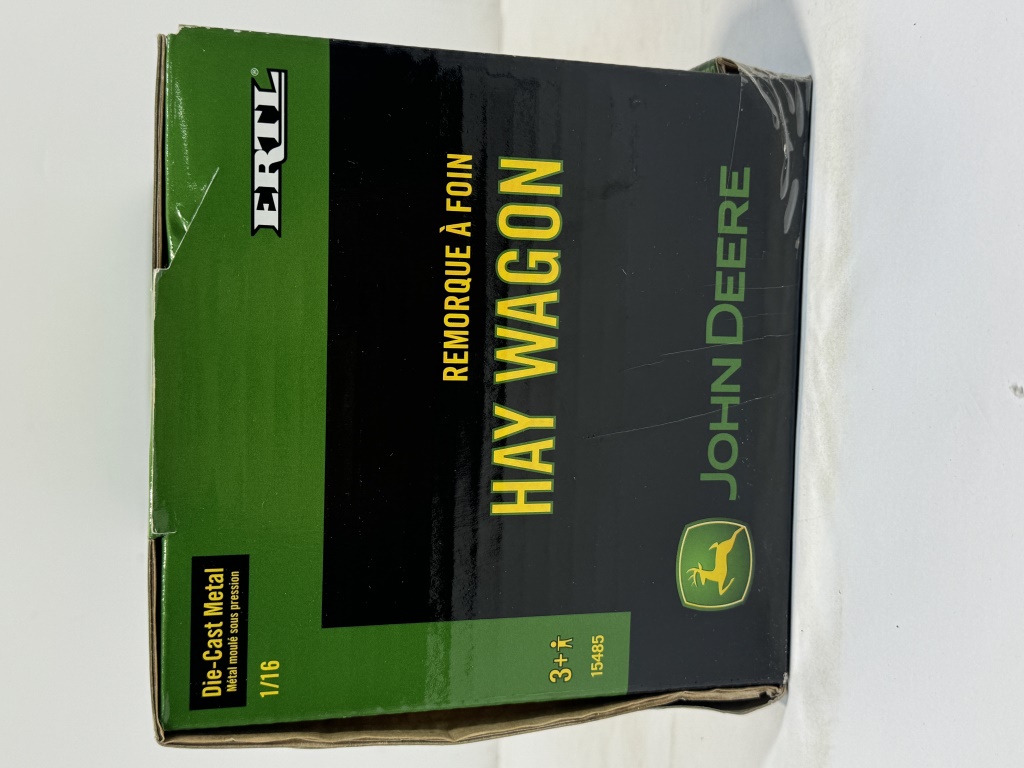 Die-Cast Metal
Métal moulé sous pression
1/16
ERTL®
REMORQUE À FOIN
HAY WAGON
3+
15485
JOHN DEERE